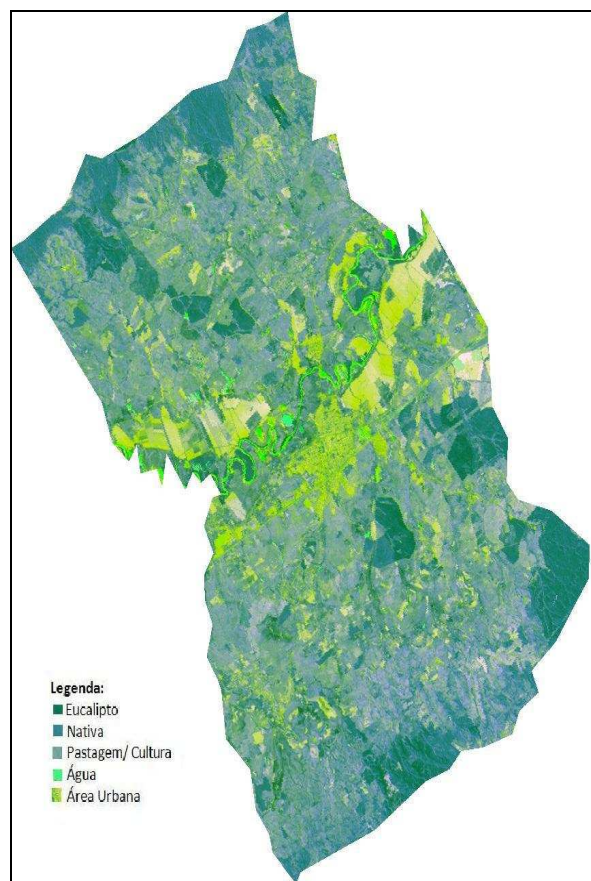 Legenda:
Eucalipto
Nativa
Pastagem/ Cultura
Água
Área Urbana